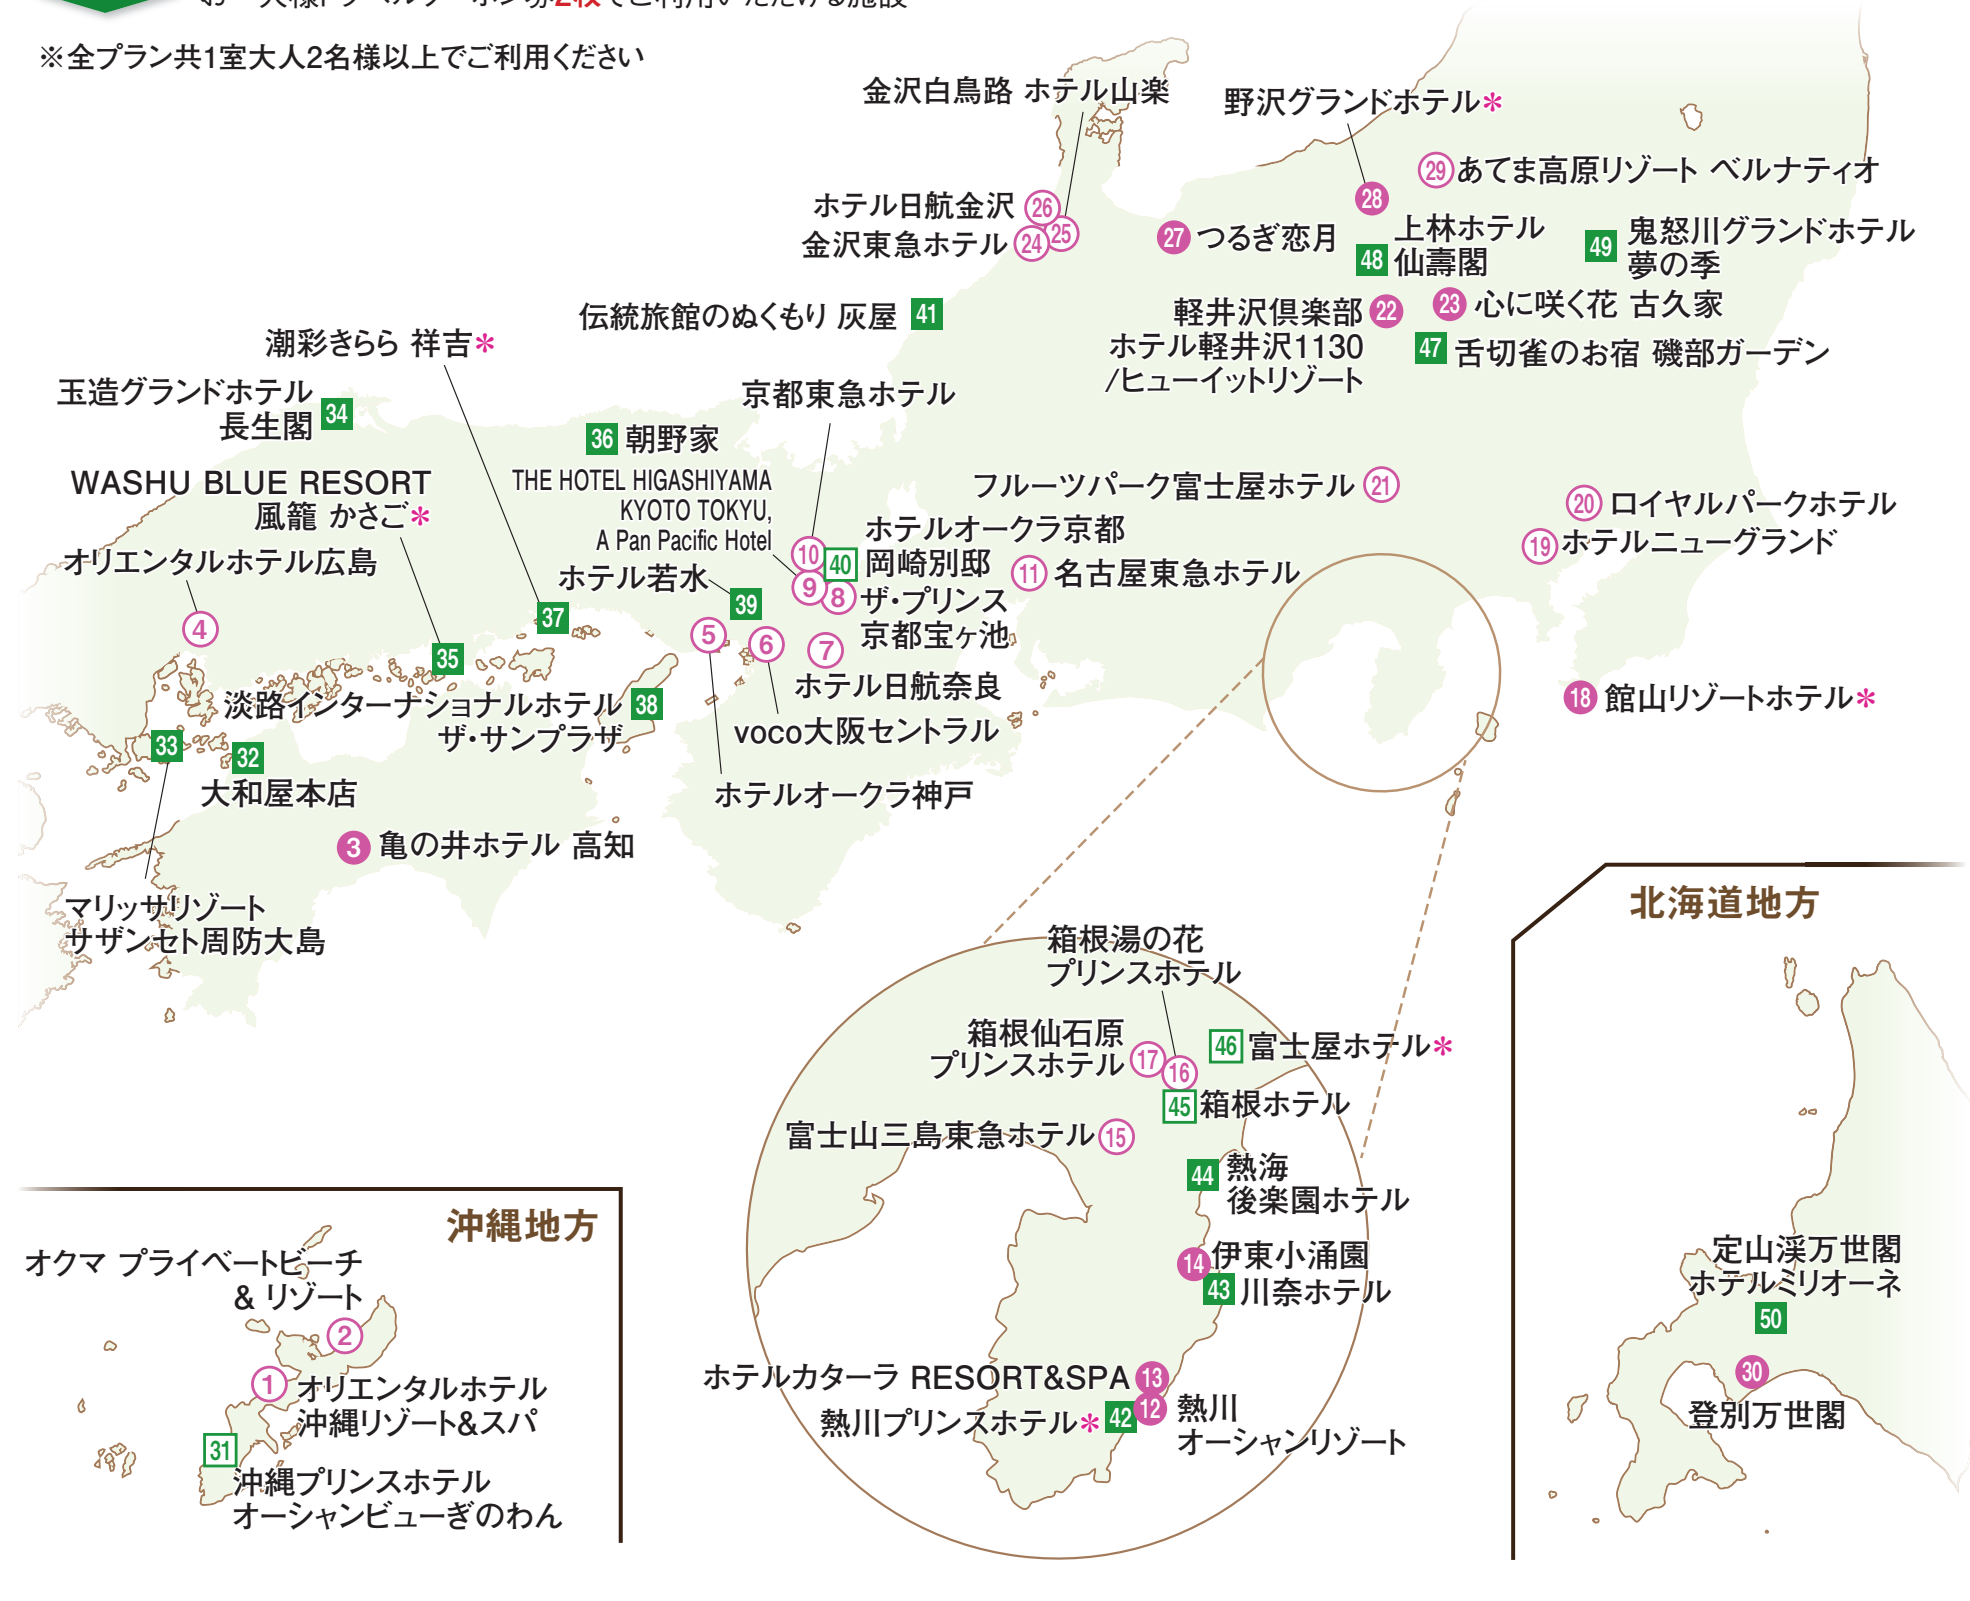 2枚
※全プラン共1室大人2名様以上でご利用ください
金沢白鳥路 ホテル山楽
25
野沢グランドホテル＊
28
29 あてま高原リゾート ベルナティオ
ホテル日航金沢 26
金沢東急ホテル 24
27 つるぎ恋月
48 上林ホテル
仙壽閣
49 鬼怒川グランドホテル
夢の季
伝統旅館のぬくもり 灰屋 41
軽井沢倶楽部 22
ホテル軽井沢1130
/ヒューイットリゾート
23 心に咲く花 古久家
47 舌切雀のお宿 磯部ガーデン
潮彩きらら 祥吉＊
37
玉造グランドホテル
長生閣 34
京都東急ホテル
10
36 朝野家
WASHU BLUE RESORT
風籠 かさご＊
35
THE HOTEL HIGASHIYAMA
KYOTO TOKYU,
A Pan Pacific Hotel
9
フルーツパーク富士屋ホテル 21
20 ロイヤルパークホテル
19 ホテルニューグランド
オリエンタルホテル広島
4
ホテル若水
39
40 ホテルオークラ京都
岡崎別邸
8 ザ・プリンス
京都宝ヶ池
11 名古屋東急ホテル
5
6
7
ホテル日航奈良
voco大阪セントラル
ホテルオークラ神戸
淡路インターナショナルホテル 38
ザ・サンプラザ
18 館山リゾートホテル＊
33
32
大和屋本店
3 亀の井ホテル 高知
マリッサリゾート
サザンセト周防大島
箱根湯の花
プリンスホテル
16
箱根仙石原
プリンスホテル 17
46 富士屋ホテル＊
45 箱根ホテル
富士山三島東急ホテル 15
44 熱海
後楽園ホテル
14 伊東小涌園
43 川奈ホテル
ホテルカターラ RESORT&SPA 13
熱川プリンスホテル＊ 42
12 熱川
オーシャンリゾート
沖縄地方
オクマ プライベートビーチ
& リゾート
2
1 オリエンタルホテル
沖縄リゾート&スパ
31
沖縄プリンスホテル
オーシャンビューぎのわん
北海道地方
定山渓万世閣
ホテルミリオーネ
50
30
登別万世閣